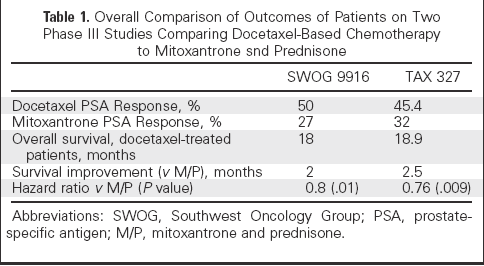 Table 1. Overall Comparison of Outcomes of Patients on Two
Phase III Studies Comparing Docetaxel-Based Chemotherapy
to Mitoxantrone snd Prednisone
SWOG 9916 TAX 327
Docetaxel PSA Response, % 50 45.4
Mitoxantrone PSA Response, % 27 32
Overall survival, docetaxel-treated 18 18.9
patients, months
Survival improvement (v M/P), months 2 2.5
Hazard ratio v M/P (P value) 0.8 (.01) 0.76 (.009)
Abbreviations: SWOG, Southwest Oncology Group; PSA, prostate-
specific antigen; M/P, mitoxantrone and prednisone.